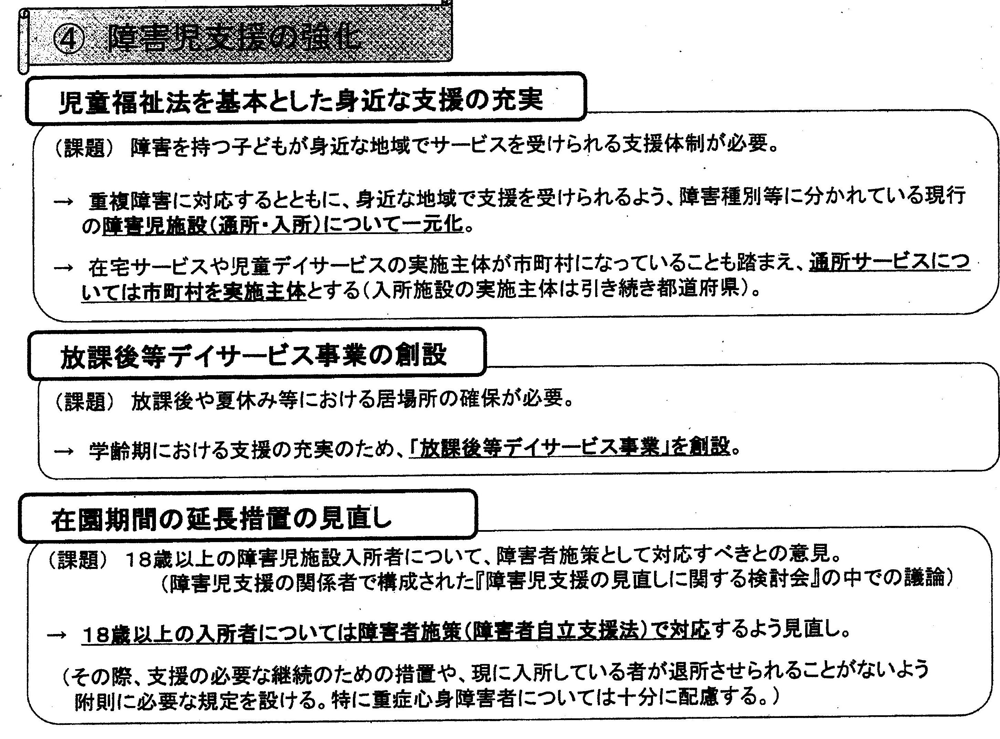 ④ 障害児支援の強化
児童福祉法を基本とした身近な支援の充実
（課題） 障害を持つ子どもが身近な地域でサービスを受けられる支援体制が必要。
→ 重複障害に対応するとともに、身近な地域で支援を受けられるよう、障害種別等に分かれている現行
の障害児施設（通所・入所）について一元化。
→ 在宅サービスや児童デイサービスの実施主体が市町村になっていることも踏まえ、通所サービスにつ
いては市町村を実施主体とする（入所施設の実施主体は引き続き都道府県）。
放課後等デイサービス事業の創設
（課題） 放課後や夏休み等における居場所の確保が必要。
→ 学齢期における支援の充実のため、「放課後等デイサービス事業」を創設。
在園期間の延長措置の見直し
（課題） １８歳以上の障害児施設入所者について、障害者施策として対応すべきとの意見。
（障害児支援の関係者で構成された『障害児支援の見直しに関する検討会』の中での議論）
→ １８歳以上の入所者については障害者施策（障害者自立支援法）で対応するよう見直し。
（その際、支援の必要な継続のための措置や、現に入所している者が退所させられることがないよう
附則に必要な規定を設ける。特に重症心身障害者については十分に配慮する。）